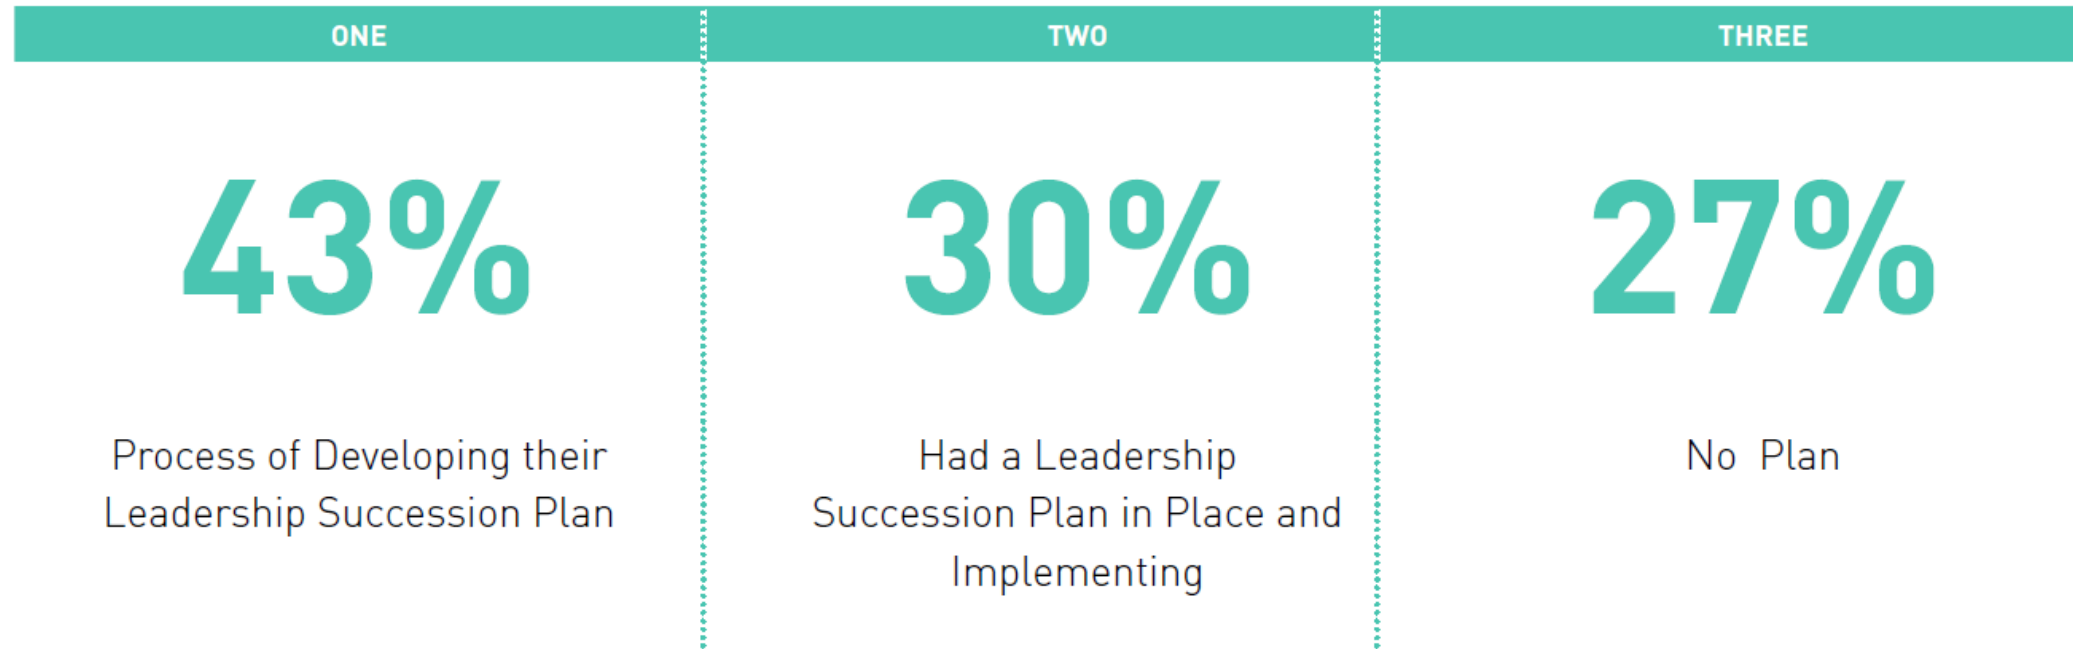 ONE
TWO
THREE
43%
30%
27%
Process of Developing their
Leadership Succession Plan
Had a Leadership
Succession Plan in Place and
Implementing
No Plan